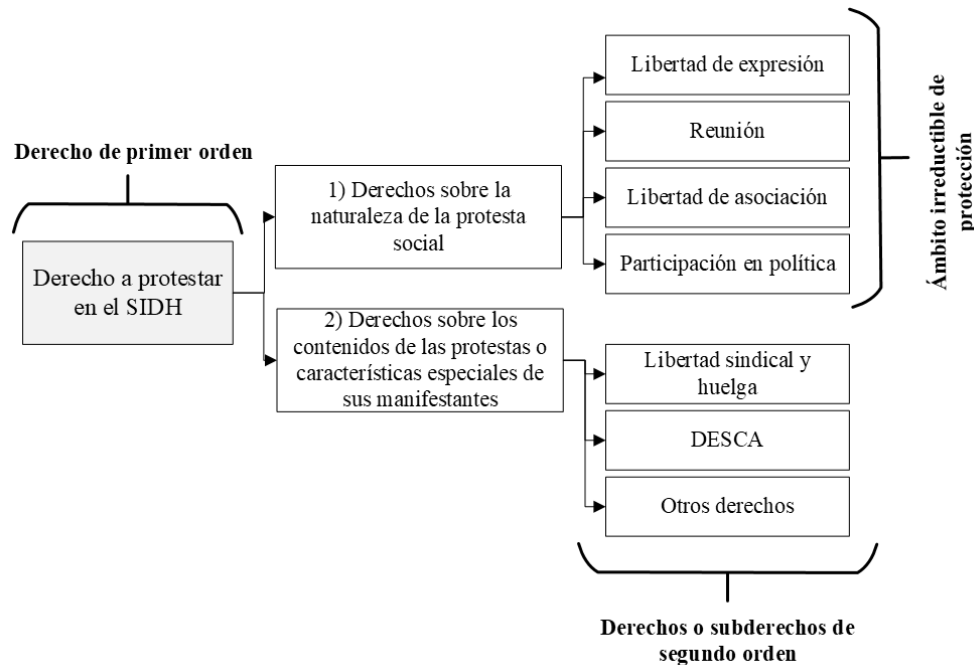 Derecho de primer orden
Derecho a protestar
en el SIDH
1) Derechos sobre la
naturaleza de la protesta
social
Libertad de expresión
Reunión
Libertad de asociación
Participación en política
Ámbito irreductible de
protección
2) Derechos sobre los
contenidos de las protestas o
características especiales de
sus manifestantes
Libertad sindical y
huelga
DESCA
Otros derechos
Derechos o subderechos de
segundo orden